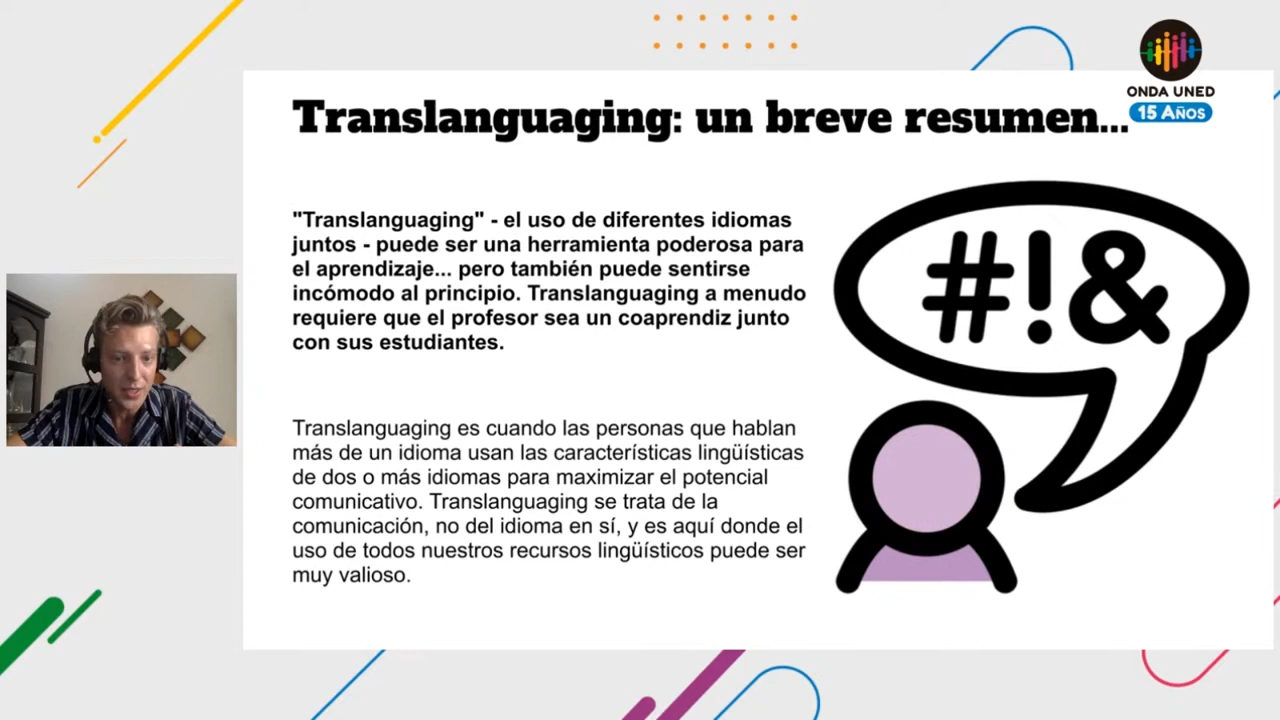 ONDA UNED
15 AÑOS
Translanguaging: un breve resumen...
"Translanguaging" - el uso de diferentes idiomas
juntos - puede ser una herramienta poderosa para
el aprendizaje... pero también puede sentirse
incómodo al principio. Translanguaging a menudo
requiere que el profesor sea un coaprendiz junto
con sus estudiantes.
Translanguaging es cuando las personas que hablan
más de un idioma usan las características lingüísticas
de dos o más idiomas para maximizar el potencial
comunicativo. Translanguaging se trata de la
comunicación, no del idioma en sí, y es aquí donde el
uso de todos nuestros recursos lingüísticos puede ser
muy valioso.
#!&